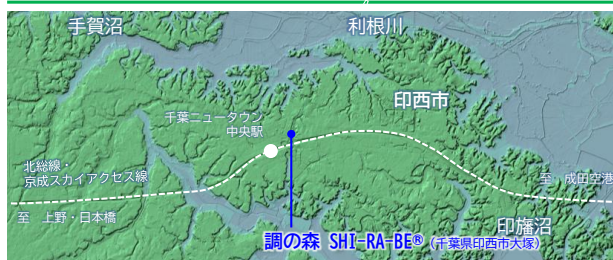 手賀沼
利根川
印西市
千葉ニュータウン
中央駅
北総線・
京成スカイアクセス線
至 成田空港
至 上野・日本橋
印旛沼
調の森 SHI-RA-BE®（千葉県印西市大塚）